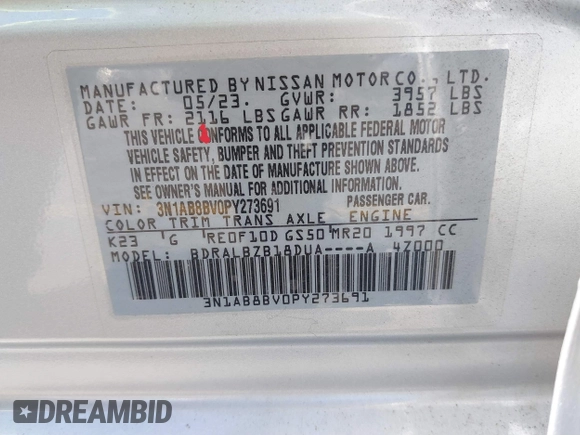 MANUFACTURED BY NISSAN MOTOR CO., LTD.
DATE: 05/23. GVWR: 3957 LBS
GAWR FR: 2116 LBS GAWR RR: 1852 LBS
THIS VEHICLE CONFORMS TO ALL APPLICABLE FEDERAL MOTOR
VEHICLE SAFETY, BUMPER AND THEFT PREVENTION STANDARDS
IN EFFECT ON THE DATE OF MANUFACTURE SHOWN ABOVE.
SEE OWNER'S MANUAL FOR ADDITIONAL INFORMATION.
VIN: 3N1AB8BV0PY273691 PASSENGER CAR.
COLOR TRIM TRANS AXLE ENGINE
K23 G RE0F10D GS50 MR20 1997 CC
MODEL: BDRALBZB18DUA----A 4Z000
3N1AB8BV0PY273691
DREAMBID